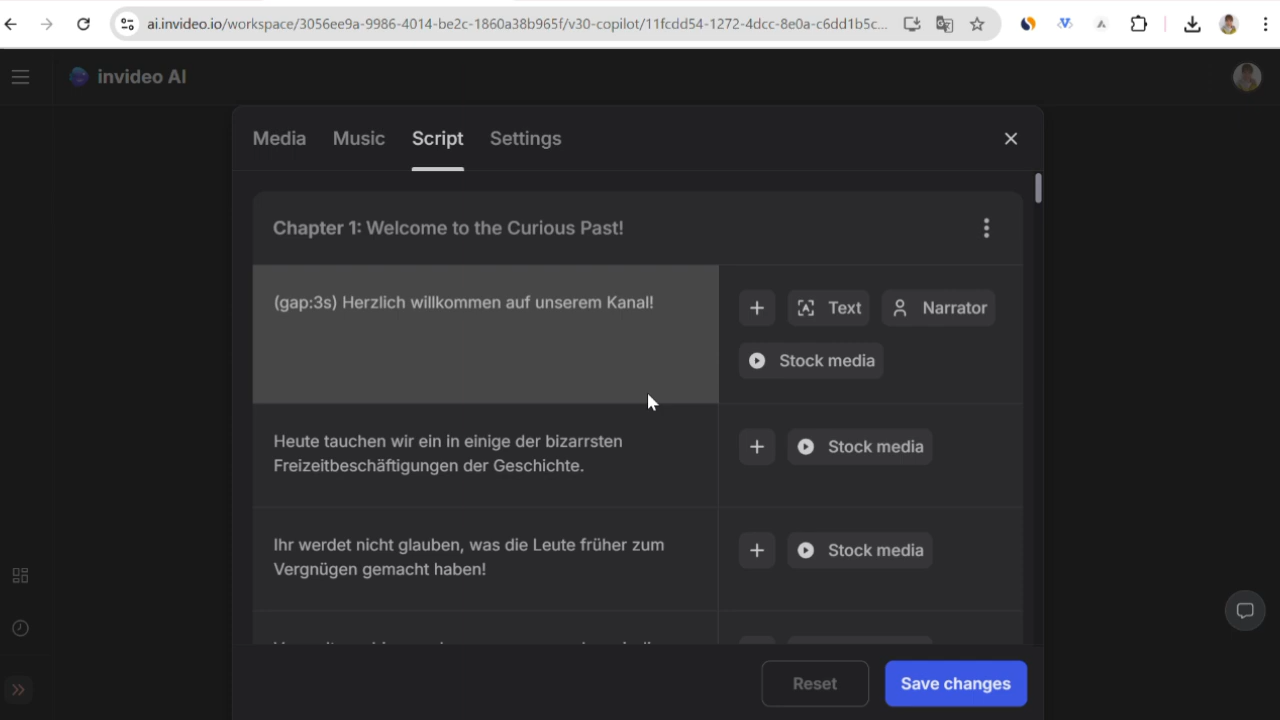 ai.invideo.io/workspace/3056ee9a-9986-4014-be2c-1860a38b965f/v30-copilot/11fcdd54-1272-4dcc-8e0a-c6dd1b5c...
invideo AI
Media Music Script Settings
Chapter 1: Welcome to the Curious Past!
(gap:3s) Herzlich willkommen auf unserem Kanal!
Text Narrator
Stock media
Heute tauchen wir ein in einige der bizarrsten
Freizeitbeschäftigungen der Geschichte.
Stock media
Ihr werdet nicht glauben, was die Leute früher zum
Vergnügen gemacht haben!
Stock media
Reset Save changes